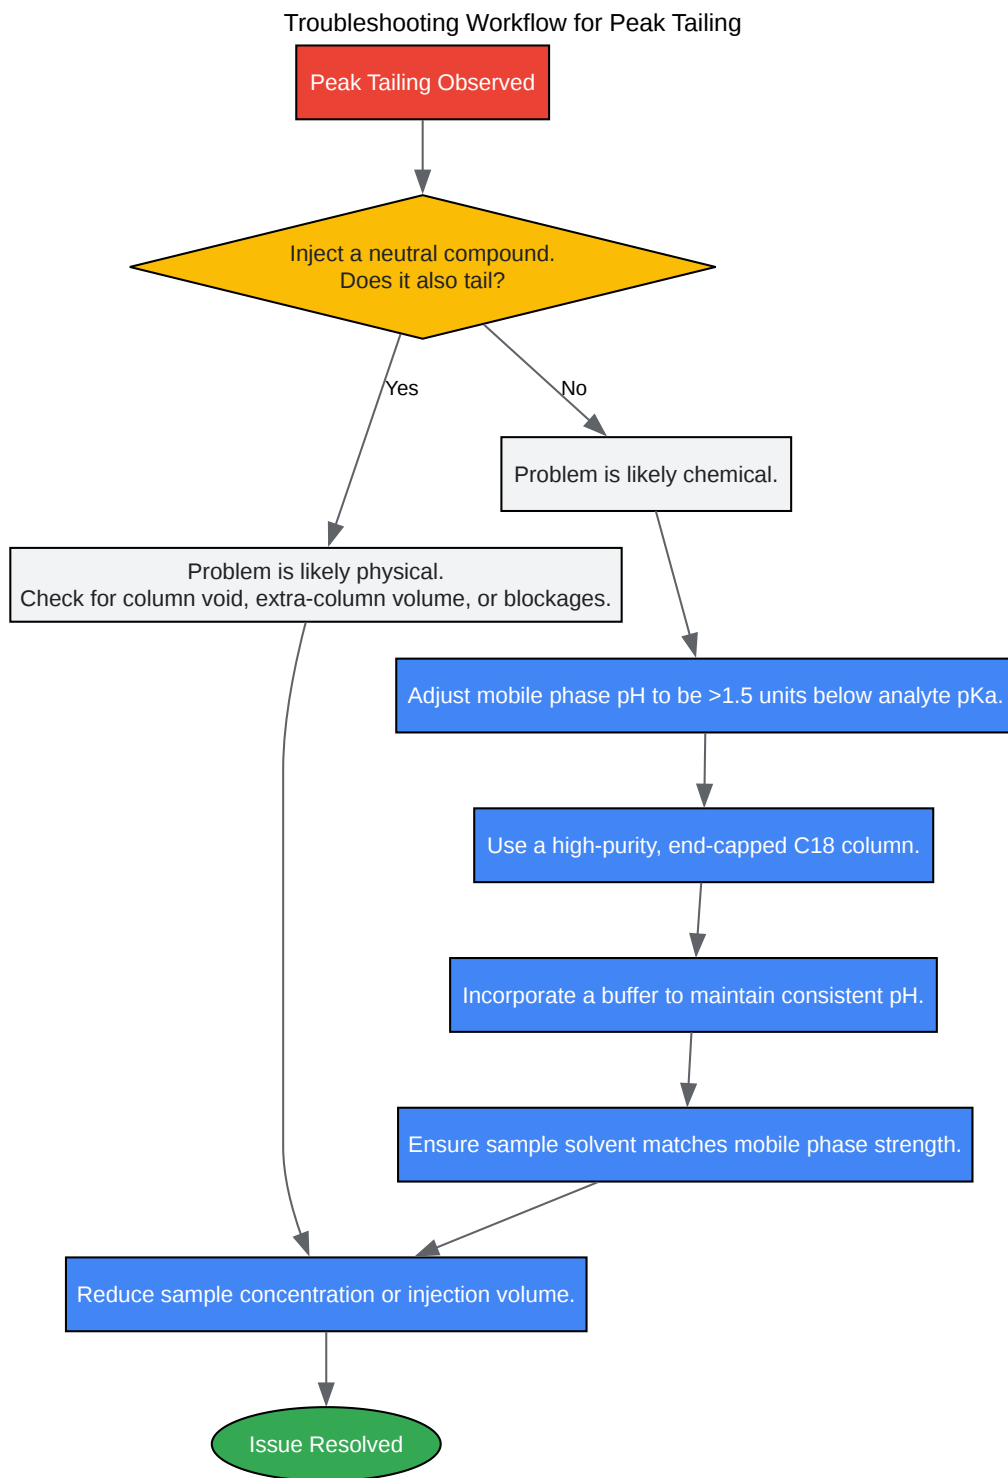 Troubleshooting Workflow for Peak Tailing
Peak Tailing Observed
Inject a neutral compound.
Does it also tail?
Yes
No
Problem is likely chemical.
Problem is likely physical.
Check for column void, extra-column volume, or blockages.
Adjust mobile phase pH to be >1.5 units below analyte pKa.
Use a high-purity, end-capped C18 column.
Incorporate a buffer to maintain consistent pH.
Ensure sample solvent matches mobile phase strength.
Reduce sample concentration or injection volume.
Issue Resolved